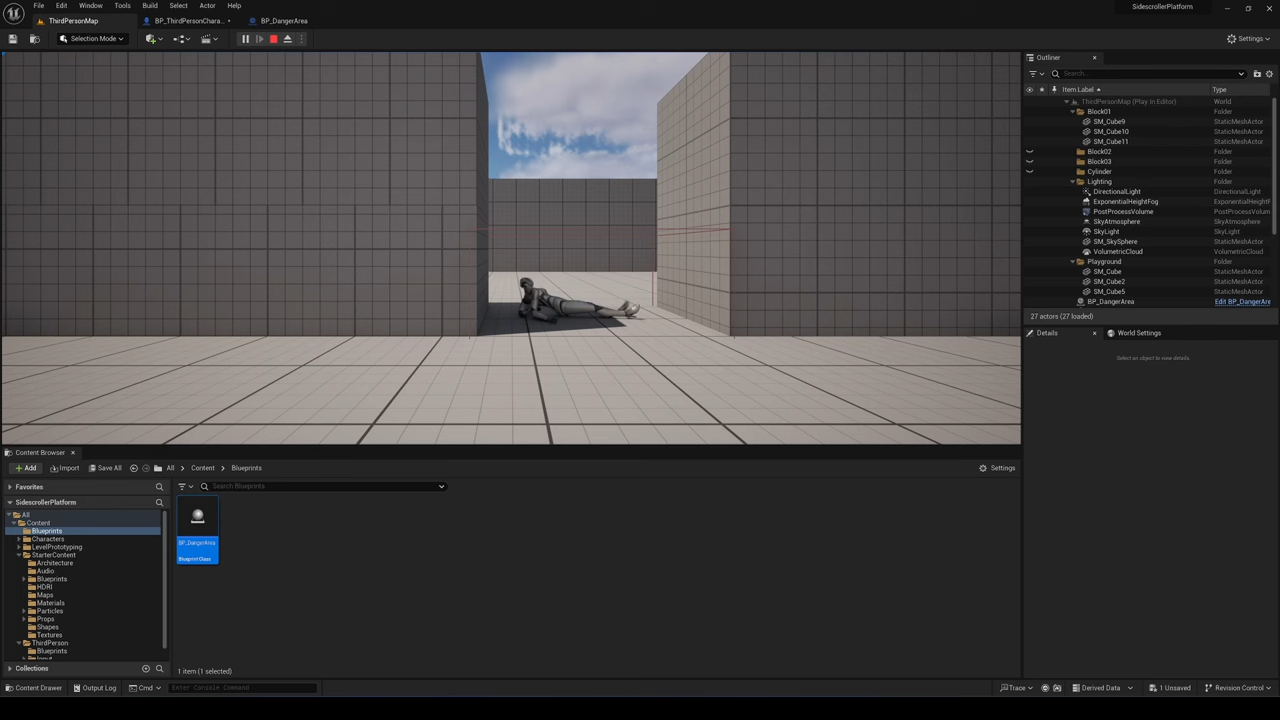 File Edit Window Tools Build Select Actor Help
SidescrollerPlatform
ThirdPersonMap
BP_ThirdPersonChara...
BP_DangerArea
Selection Mode
Settings
Outliner
Search...
Item Label
Type
ThirdPersonMap (Play In Editor) World
Block01 Folder
SM_Cube9 StaticMeshActor
SM_Cube10 StaticMeshActor
SM_Cube11 StaticMeshActor
Block02 Folder
Block03 Folder
Cylinder Folder
Lighting Folder
DirectionalLight DirectionalLight
ExponentialHeightFog ExponentialHeightF
PostProcessVolume PostProcessVolum
SkyAtmosphere SkyAtmosphere
SkyLight SkyLight
SM_SkySphere StaticMeshActor
VolumetricCloud VolumetricCloud
Playground Folder
SM_Cube StaticMeshActor
SM_Cube2 StaticMeshActor
SM_Cube5 StaticMeshActor
BP_DangerArea Edit BP_DangerAre
27 actors (27 loaded)
Details
World Settings
Select an object to view details.
Content Browser
Add Import Save All All Content Blueprints
Settings
Favorites
Search Blueprints
SidescrollerPlatform
All
Content
Blueprints
Characters
LevelPrototyping
StarterContent
Architecture
Audio
Blueprints
HDRI
Maps
Materials
Particles
Props
Shapes
Textures
ThirdPerson
Blueprints
BP_DangerArea
Blueprint Class
Collections
1 item (1 selected)
Content Drawer Output Log Cmd Enter Console Command
Trace Derived Data 1 Unsaved Revision Control